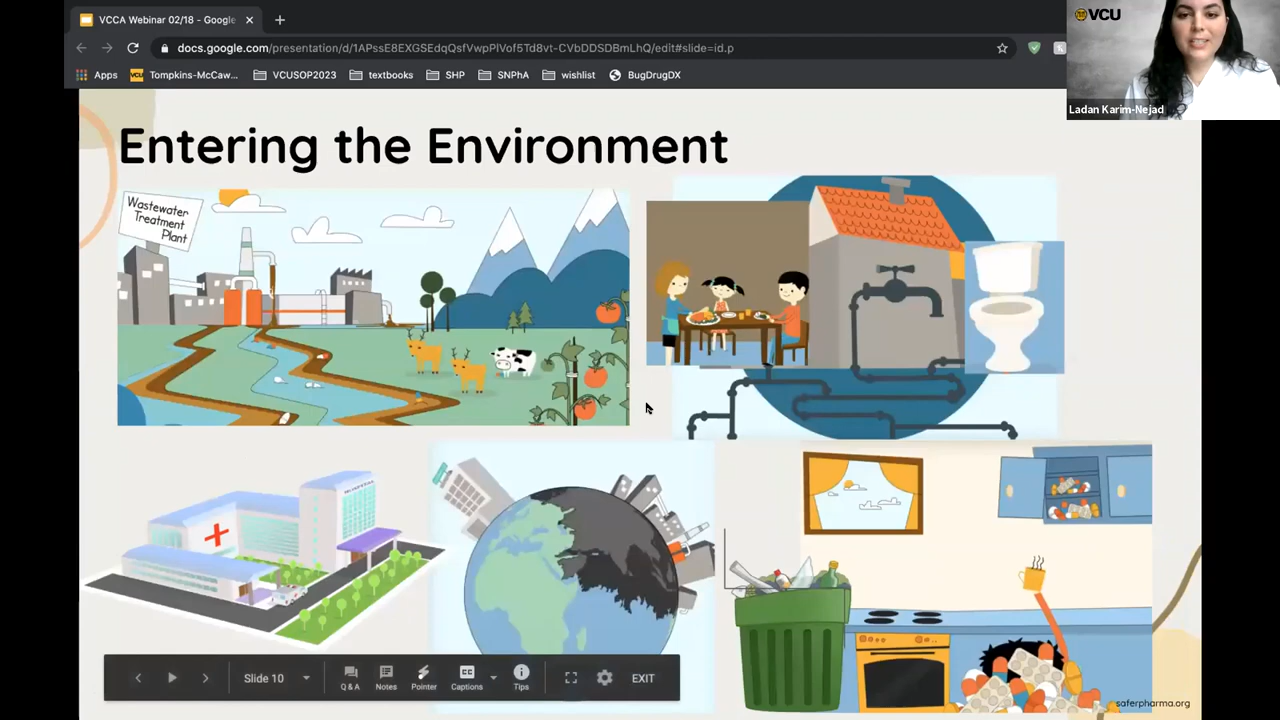 VCCA Webinar 02/18 - Google
docs.google.com/presentation/d/1APssE8EXGSEdqQsfVwpPlVof5Td8vt-CVbDDSDBmLhQ/edit#slide=id.p
Apps
Tompkins-McCaw...
VCUSOP2023
textbooks
SHP
SNPhA
wishlist
BugDrugDX
VCU
Ladan Karim-Nejad
Entering the Environment
Wastewater
Treatment
Plant
HOSPITAL
Slide 10
Q & A
Notes
Pointer
Captions
Tips
EXIT
saferpharma.org